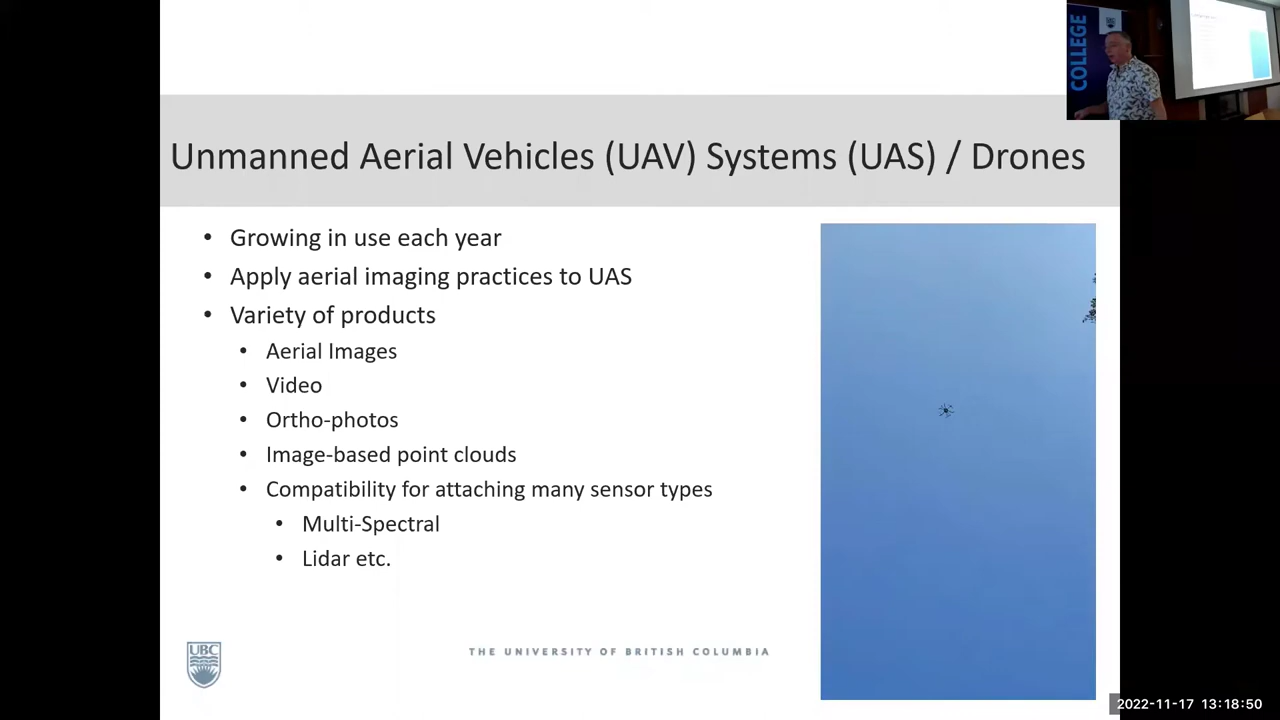 COLLEGE
Unmanned Aerial Vehicles (UAV) Systems (UAS) / Drones
• Growing in use each year
• Apply aerial imaging practices to UAS
• Variety of products
• Aerial Images
• Video
• Ortho-photos
• Image-based point clouds
• Compatibility for attaching many sensor types
• Multi-Spectral
• Lidar etc.
UBC
THE UNIVERSITY OF BRITISH COLUMBIA
2022-11-17 13:18:50